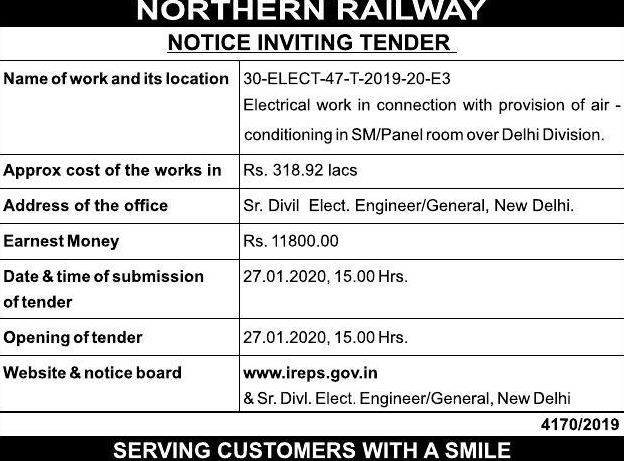 NORTHERN RAILWAY
NOTICE INVITING TENDER
Name of work and its location 30-ELECT-47-T-2019-20-E3
Electrical work in connection with provision of air -
conditioning in SM/Panel room over Delhi Division.
Approx cost of the works in Rs. 318.92 lacs
Address of the office Sr. Divil Elect. Engineer/General, New Delhi.
Earnest Money Rs. 11800.00
Date & time of submission 27.01.2020, 15.00 Hrs.
of tender
Opening of tender 27.01.2020, 15.00 Hrs.
Website & notice board www.ireps.gov.in
& Sr. Divl. Elect. Engineer/General, New Delhi
4170/2019
SERVING CUSTOMERS WITH A SMILE